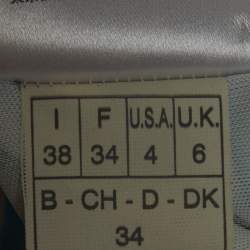 I F U.S.A. U.K.
38 34 4 6
B - CH - D - DK
34